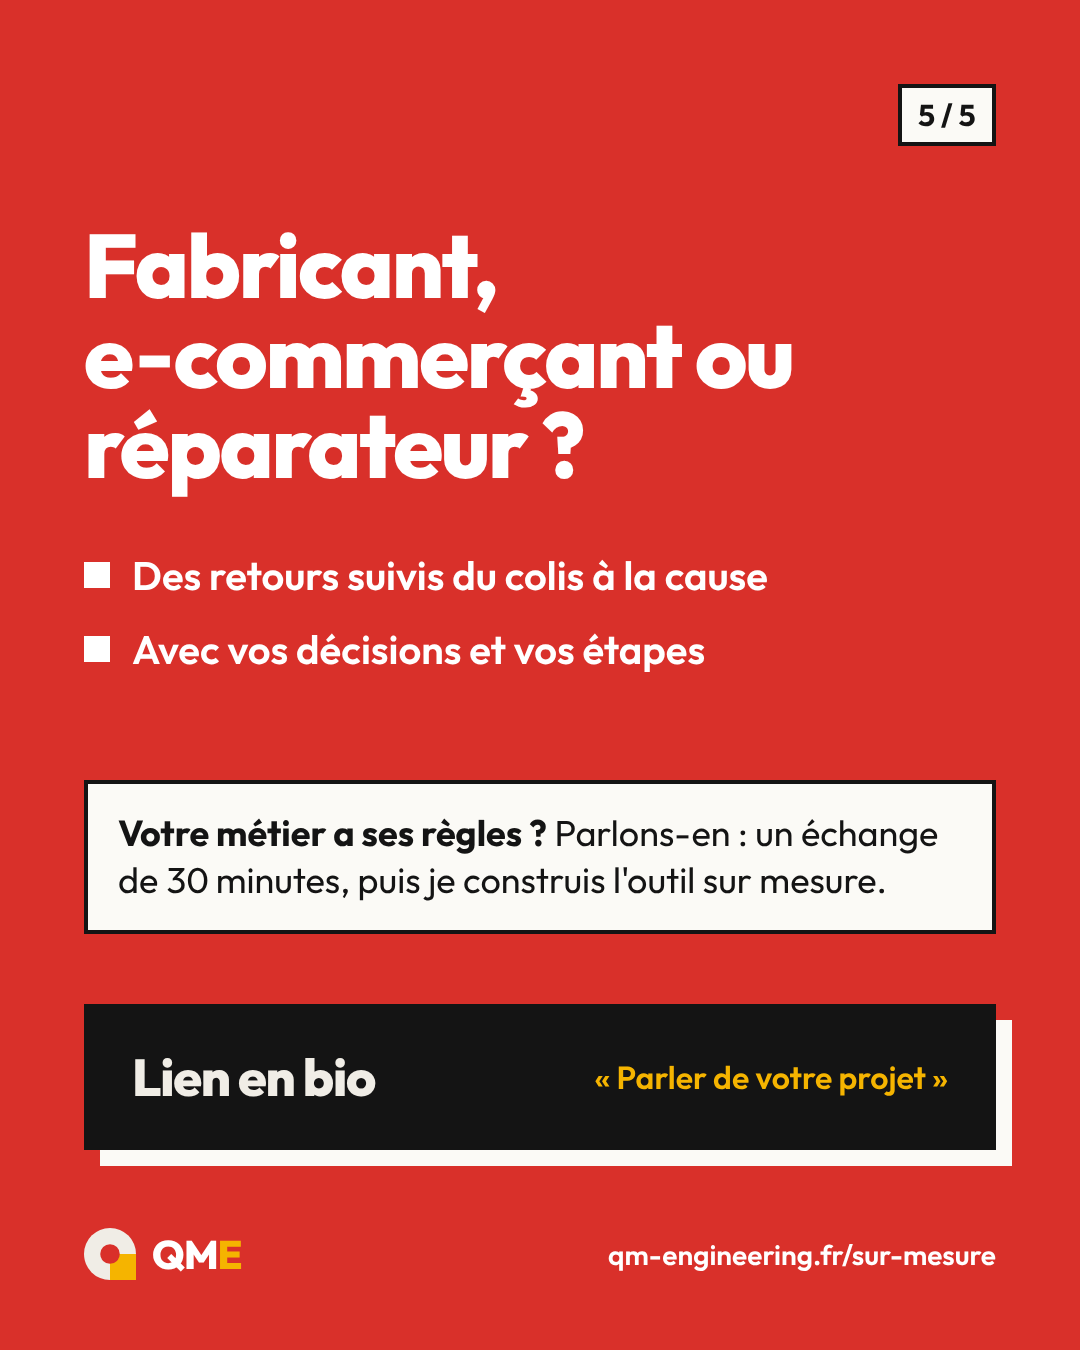 5 / 5
Fabricant,
e-commerçant ou
réparateur ?
Des retours suivis du colis à la cause
Avec vos décisions et vos étapes
Votre métier a ses règles ? Parlons-en : un échange
de 30 minutes, puis je construis l'outil sur mesure.
Lien en bio
« Parler de votre projet »
QME
qm-engineering.fr/sur-mesure